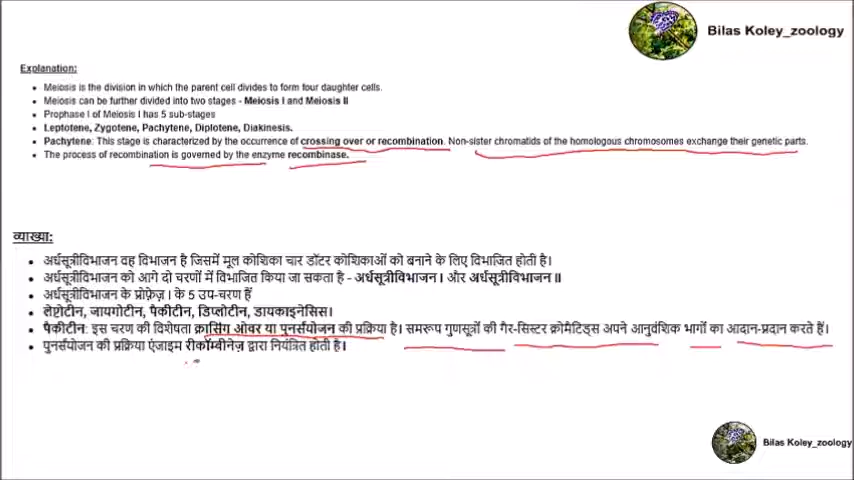 Bilas Koley_zoology
Explanation:
Meiosis is the division in which the parent cell divides to form four daughter cells.
Meiosis can be further divided into two stages - Meiosis I and Meiosis II
Prophase I of Meiosis I has 5 sub-stages
Leptotene, Zygotene, Pachytene, Diplotene, Diakinesis.
Pachytene: This stage is characterized by the occurrence of crossing over or recombination. Non-sister chromatids of the homologous chromosomes exchange their genetic parts.
The process of recombination is governed by the enzyme recombinase.
व्याख्या:
अर्धसूत्रीविभाजन वह विभाजन है जिसमें मूल कोशिका चार डॉटर कोशिकाओं को बनाने के लिए विभाजित होती है।
अर्धसूत्रीविभाजन को आगे दो चरणों में विभाजित किया जा सकता है - अर्धसूत्रीविभाजन I और अर्धसूत्रीविभाजन II
अर्धसूत्रीविभाजन के प्रोफ़ेज़ I के 5 उप-चरण हैं
लेप्टोटीन, जायगोटीन, पैकीटीन, डिप्लोटीन, डायकाइनेसिस।
पैकीटीन: इस चरण की विशेषता क्रासिंग ओवर या पुनर्संयोजन की प्रक्रिया है। समरूप गुणसूत्रों की गैर-सिस्टर क्रोमैटिड्स अपने आनुवंशिक भागों का आदान-प्रदान करते हैं।
पुनर्संयोजन की प्रक्रिया एंजाइम रीकॉम्बीनेज़ द्वारा नियंत्रित होती है।
Bilas Koley_zoology